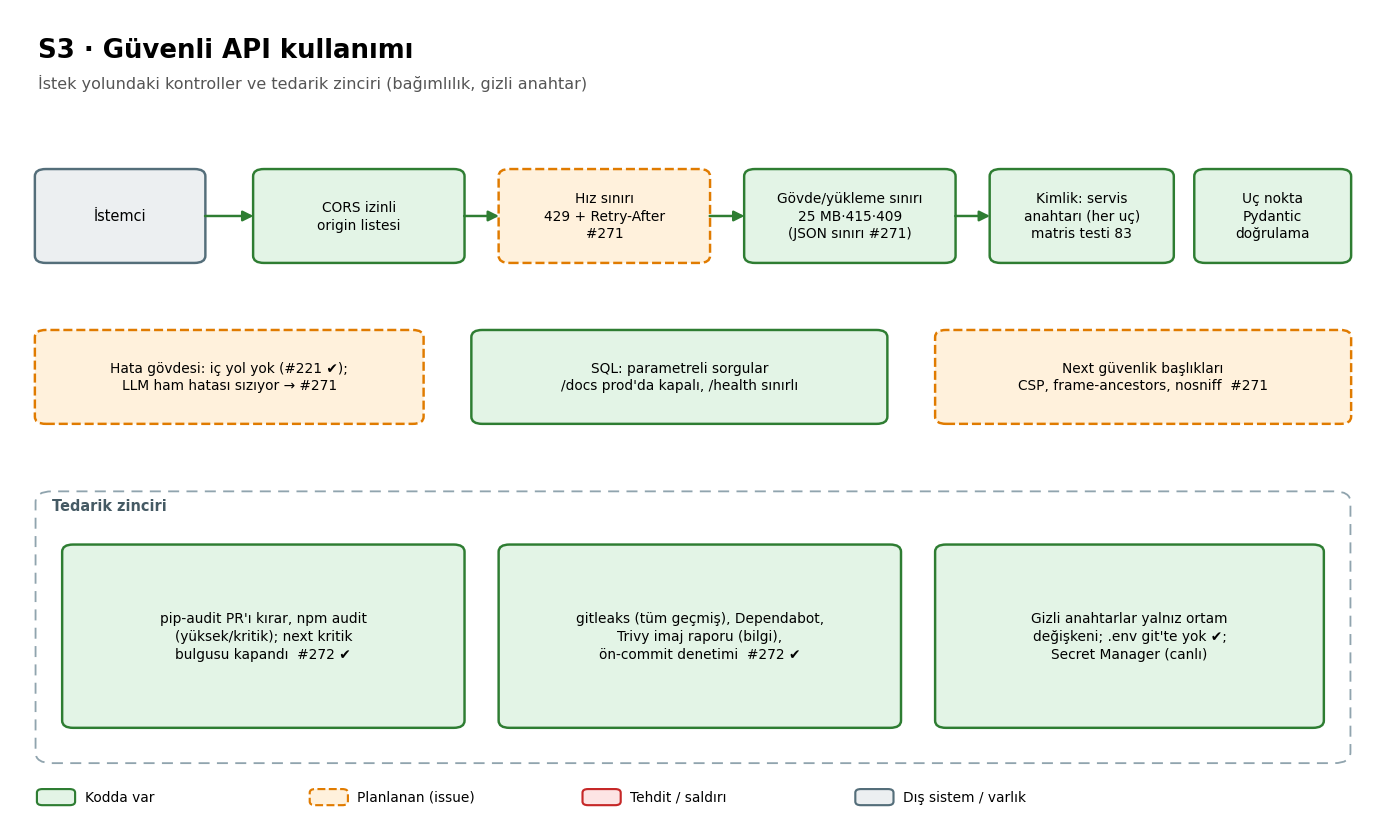 S3 · Güvenli API kullanımı
İstek yolundaki kontroller ve tedarik zinciri (bağımlılık, gizli anahtar)
İstemci
CORS izinli
origin listesi
Hız sınırı
429 + Retry-After
#271
Gövde/yükleme sınırı
25 MB·415·409
(JSON sınırı #271)
Kimlik: servis
anahtarı (her uç)
matris testi 83
Uç nokta
Pydantic
doğrulama
Hata gövdesi: iç yol yok (#221 ✔);
LLM ham hatası sızıyor → #271
SQL: parametreli sorgular
/docs prod'da kapalı, /health sınırlı
Next güvenlik başlıkları
CSP, frame-ancestors, nosniff  #271
Tedarik zinciri
pip-audit PR'ı kırar, npm audit
(yüksek/kritik); next kritik
bulgusu kapandı  #272 ✔
gitleaks (tüm geçmiş), Dependabot,
Trivy imaj raporu (bilgi),
ön-commit denetimi  #272 ✔
Gizli anahtarlar yalnız ortam
değişkeni; .env git'te yok ✔;
Secret Manager (canlı)
Kodda var
Planlanan (issue)
Tehdit / saldırı
Dış sistem / varlık